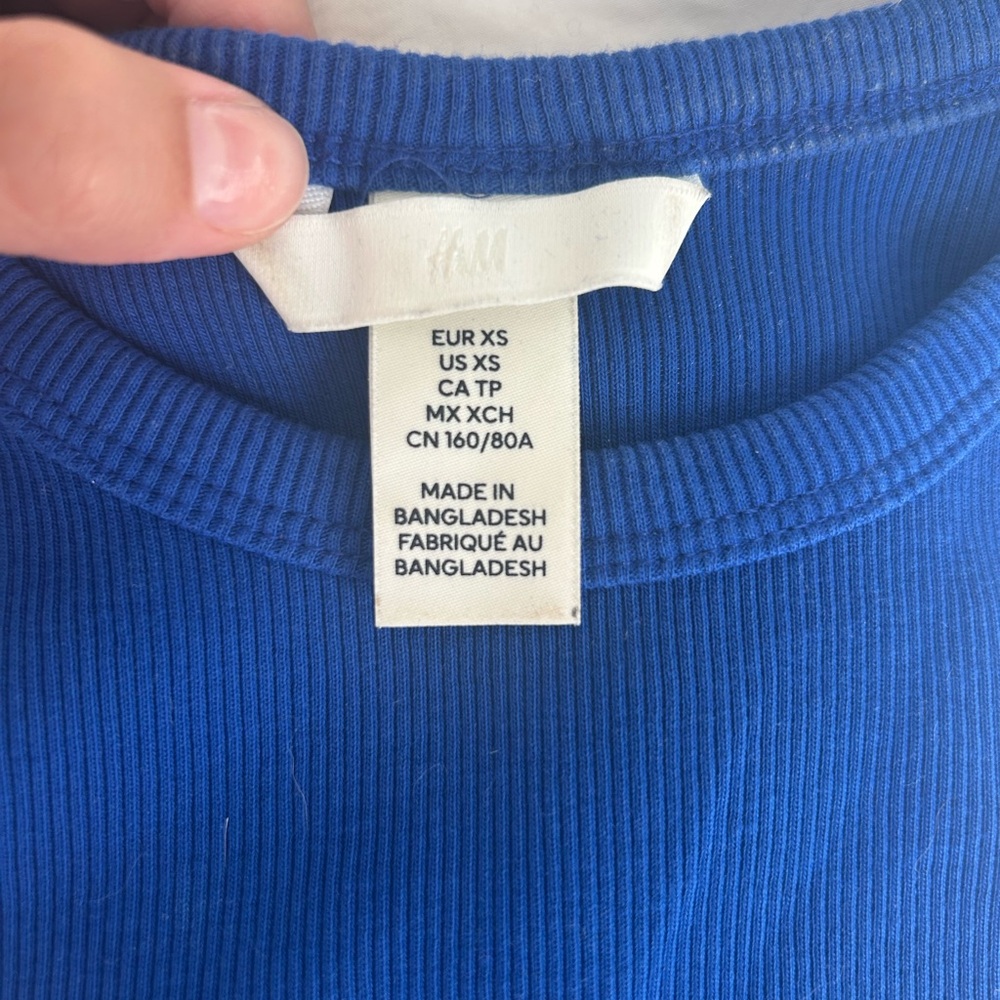 H&M
EUR XS
US XS
CA TP
MX XCH
CN 160/80A
MADE IN
BANGLADESH
FABRIQUÉ AU
BANGLADESH